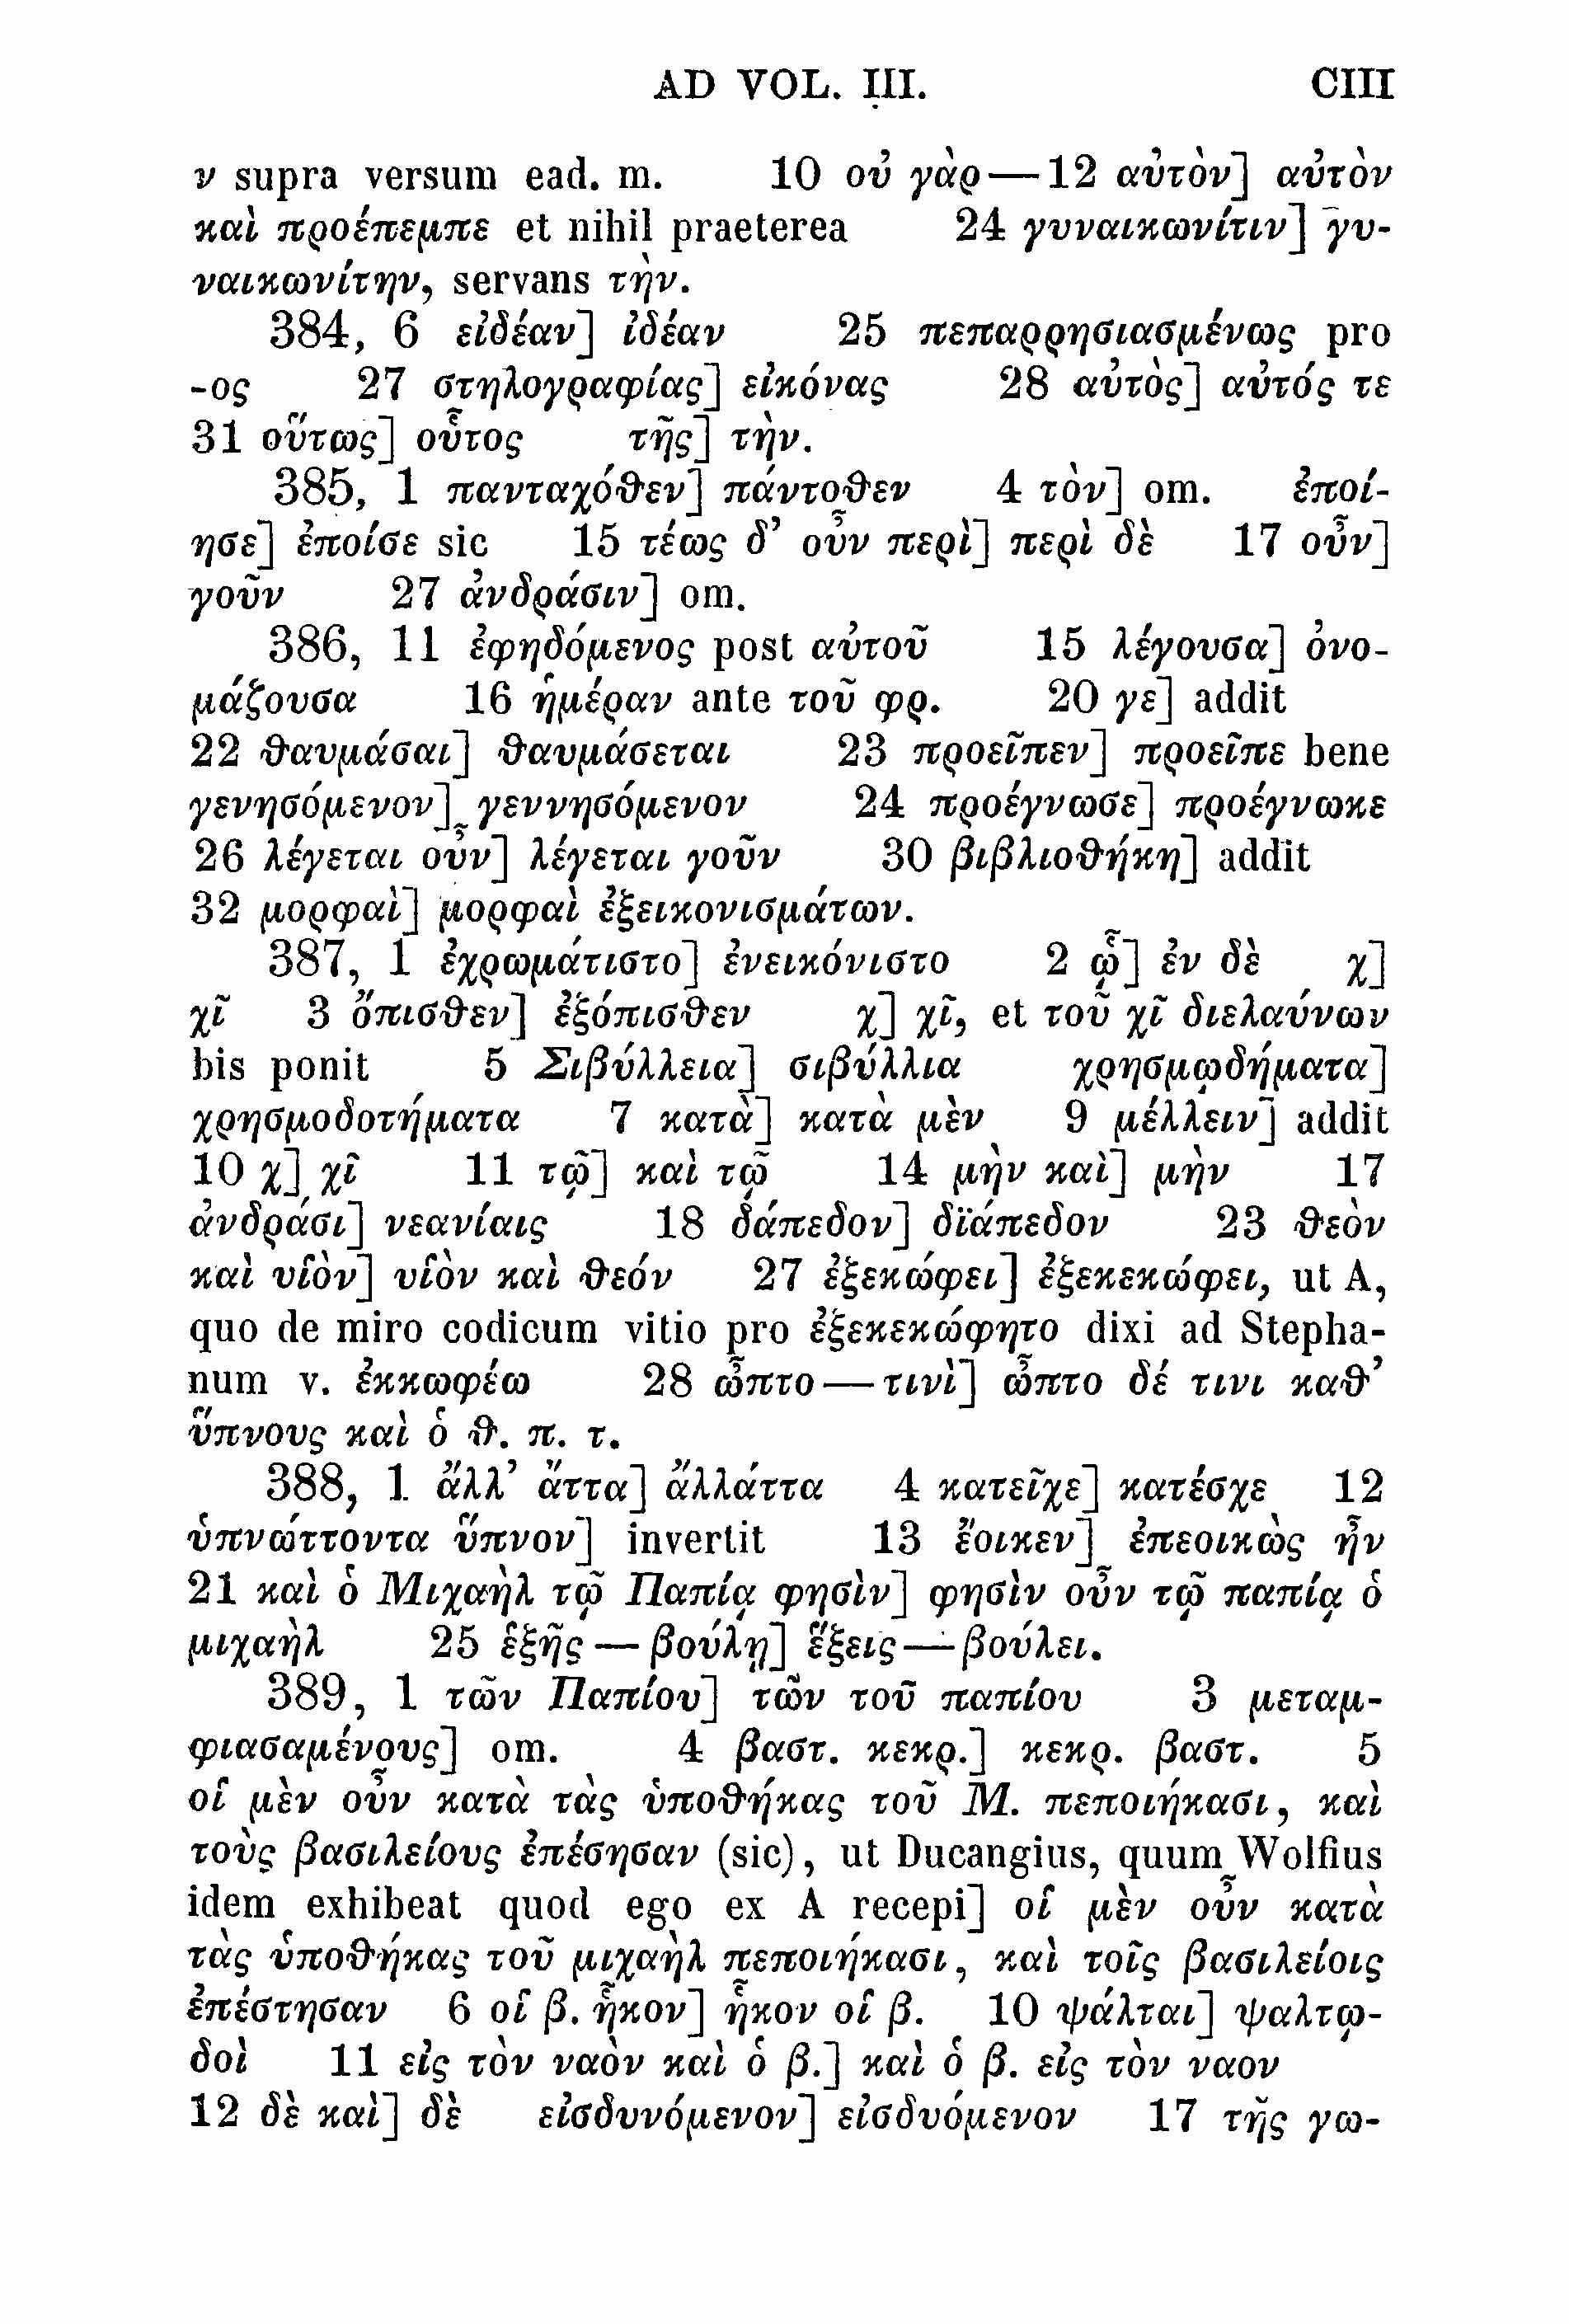 AD VOL. III. CIII
ν supra versum ead. m. 10 οὐ γὰρ—12 αὐτὸν] αὐτὸν
καὶ προέπεμπε et nihil praeterea 24 γυναικωνίτιν] γυ-
ναικωνίτην, servans τὴν.
384, 6 εἰδέαν] ἰδέαν 25 πεπαρρησιασμένως pro
-ος 27 στηλογραφίας] εἰκόνας 28 αὐτὸς] αὐτός τε
31 οὕτως] οὗτος τῆς] τὴν.
385, 1 πανταχόθεν] πάντοθεν 4 τὸν] om. ἐποί-
ησε] ἐποίσε sic 15 τέως δ’ οὖν περὶ] περὶ δὲ 17 οὖν]
γοῦν 27 ἀνδράσιν] om.
386, 11 ἐφηδόμενος post αὐτοῦ 15 λέγουσα] ὀνο-
μάζουσα 16 ἡμέραν ante τοῦ φρ. 20 γε] addit
22 θαυμάσαι] θαυμάσεται 23 προεῖπεν] προεῖπε bene
γενησόμενον] γεννησόμενον 24 προέγνωσε] προέγνωκε
26 λέγεται οὖν] λέγεται γοῦν 30 βιβλιοθήκη] addit
32 μορφαὶ] μορφαὶ ἐξεικονισμάτων.
387, 1 ἐχρωμάτιστο] ἐνεικόνιστο 2 ᾧ] ἐν δὲ χ]
χῖ 3 ὄπισθεν] ἐξόπισθεν χ] χῖ, et τοῦ χῖ διελαύνων
bis ponit 5 Σιβύλλεια] σιβύλλια χρησμῳδήματα]
χρησμοδοτήματα 7 κατὰ] κατὰ μὲν 9 μέλλειν] addit
10 χ] χῖ 11 τῷ] καὶ τῷ 14 μὴν καὶ] μὴν 17
ἀνδράσι] νεανίαις 18 δάπεδον] δϊάπεδον 23 θεὸν
καὶ υἱὸν] υἱὸν καὶ θεόν 27 ἐξεκώφει] ἐξεκεκώφει, ut A,
quo de miro codicum vitio pro ἐξεκεκώφητο dixi ad Stepha-
num v. ἐκκωφέω 28 ὦπτο—τινὶ] ὦπτο δέ τινι καθ’
ὕπνους καὶ ὁ θ. π. τ.
388, 1 ἄλλ’ ἄττα] ἄλλάττα 4 κατεῖχε] κατέσχε 12
ὑπνώττοντα ὕπνον] invertit 13 ἔοικεν] ἐπεοικὼς ἦν
21 καὶ ὁ Μιχαὴλ τῷ Παπίᾳ φησὶν] φησὶν οὖν τῷ παπίᾳ ὁ
μιχαὴλ 25 ἑξῆς—βούλῃ] ἕξεις—βούλει.
389, 1 τῶν Παπίου] τῶν τοῦ παπίου 3 μεταμ-
φιασαμένους] om. 4 βαστ. κεκρ.] κεκρ. βαστ. 5
οἱ μὲν οὖν κατὰ τὰς ὑποθήκας τοῦ Μ. πεποιήκασι, καὶ
τοὺς βασιλείους ἐπέσησαν (sic), ut Ducangius, quum Wolfius
idem exhibeat quod ego ex A recepi] οἱ μὲν οὖν κατὰ
τὰς ὑποθήκας τοῦ μιχαὴλ πεποιήκασι, καὶ τοῖς βασιλείοις
ἐπέστησαν 6 οἱ β. ἧκον] ἧκον οἱ β. 10 ψάλται] ψαλτῳ-
δοὶ 11 εἰς τὸν ναὸν καὶ ὁ β.] καὶ ὁ β. εἰς τὸν ναον
12 δὲ καὶ] δὲ εἰσδυνόμενον] εἰσδυόμενον 17 τῆς γω-